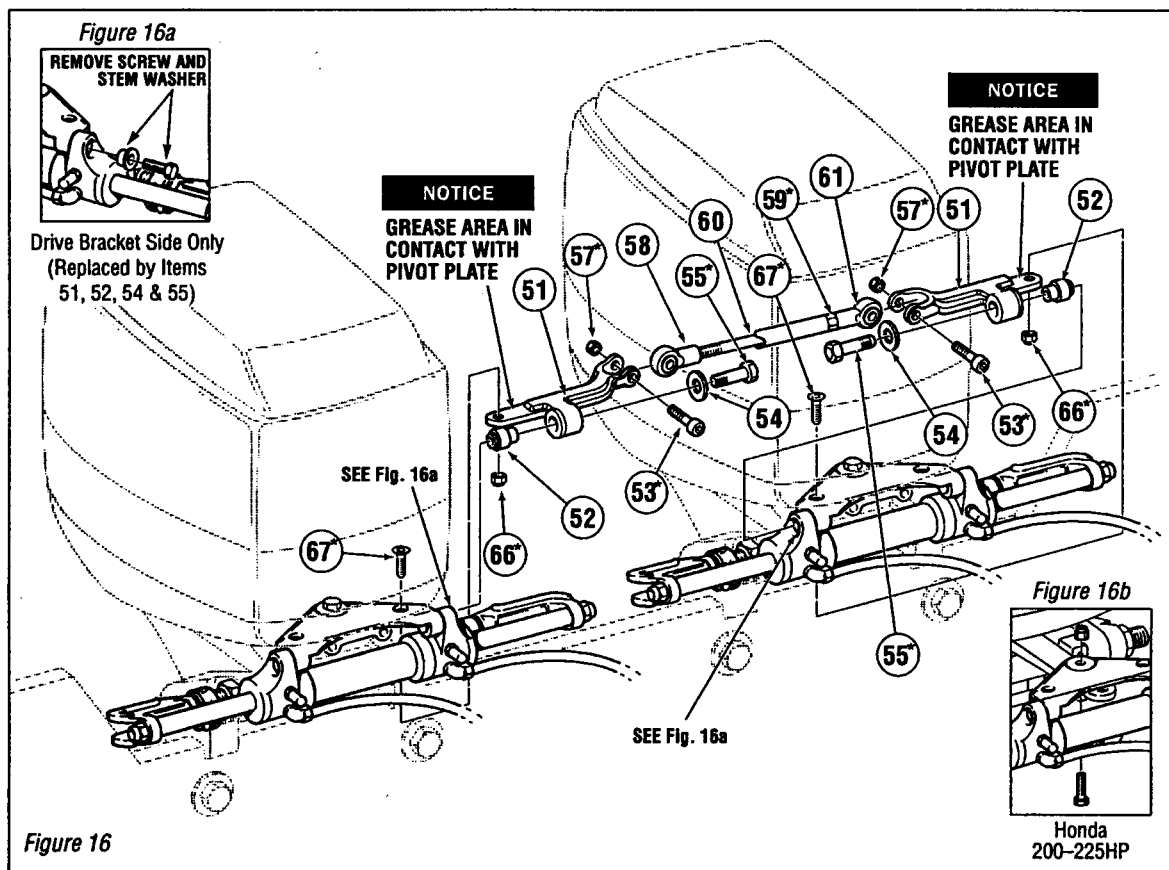 Figure 16a
REMOVE SCREW AND
STEM WASHER
Drive Bracket Side Only
(Replaced by Items
51, 52, 54 & 55)
NOTICE
GREASE AREA IN
CONTACT WITH
PIVOT PLATE
NOTICE
GREASE AREA IN
CONTACT WITH
PIVOT PLATE
57*
51
58
60
55*
59*
67*
61
57*
51
52
54
53*
52
66*
SEE Fig. 16a
67*
54
53*
66*
55*
SEE Fig. 16a
Figure 16b
Honda
200–225HP
Figure 16